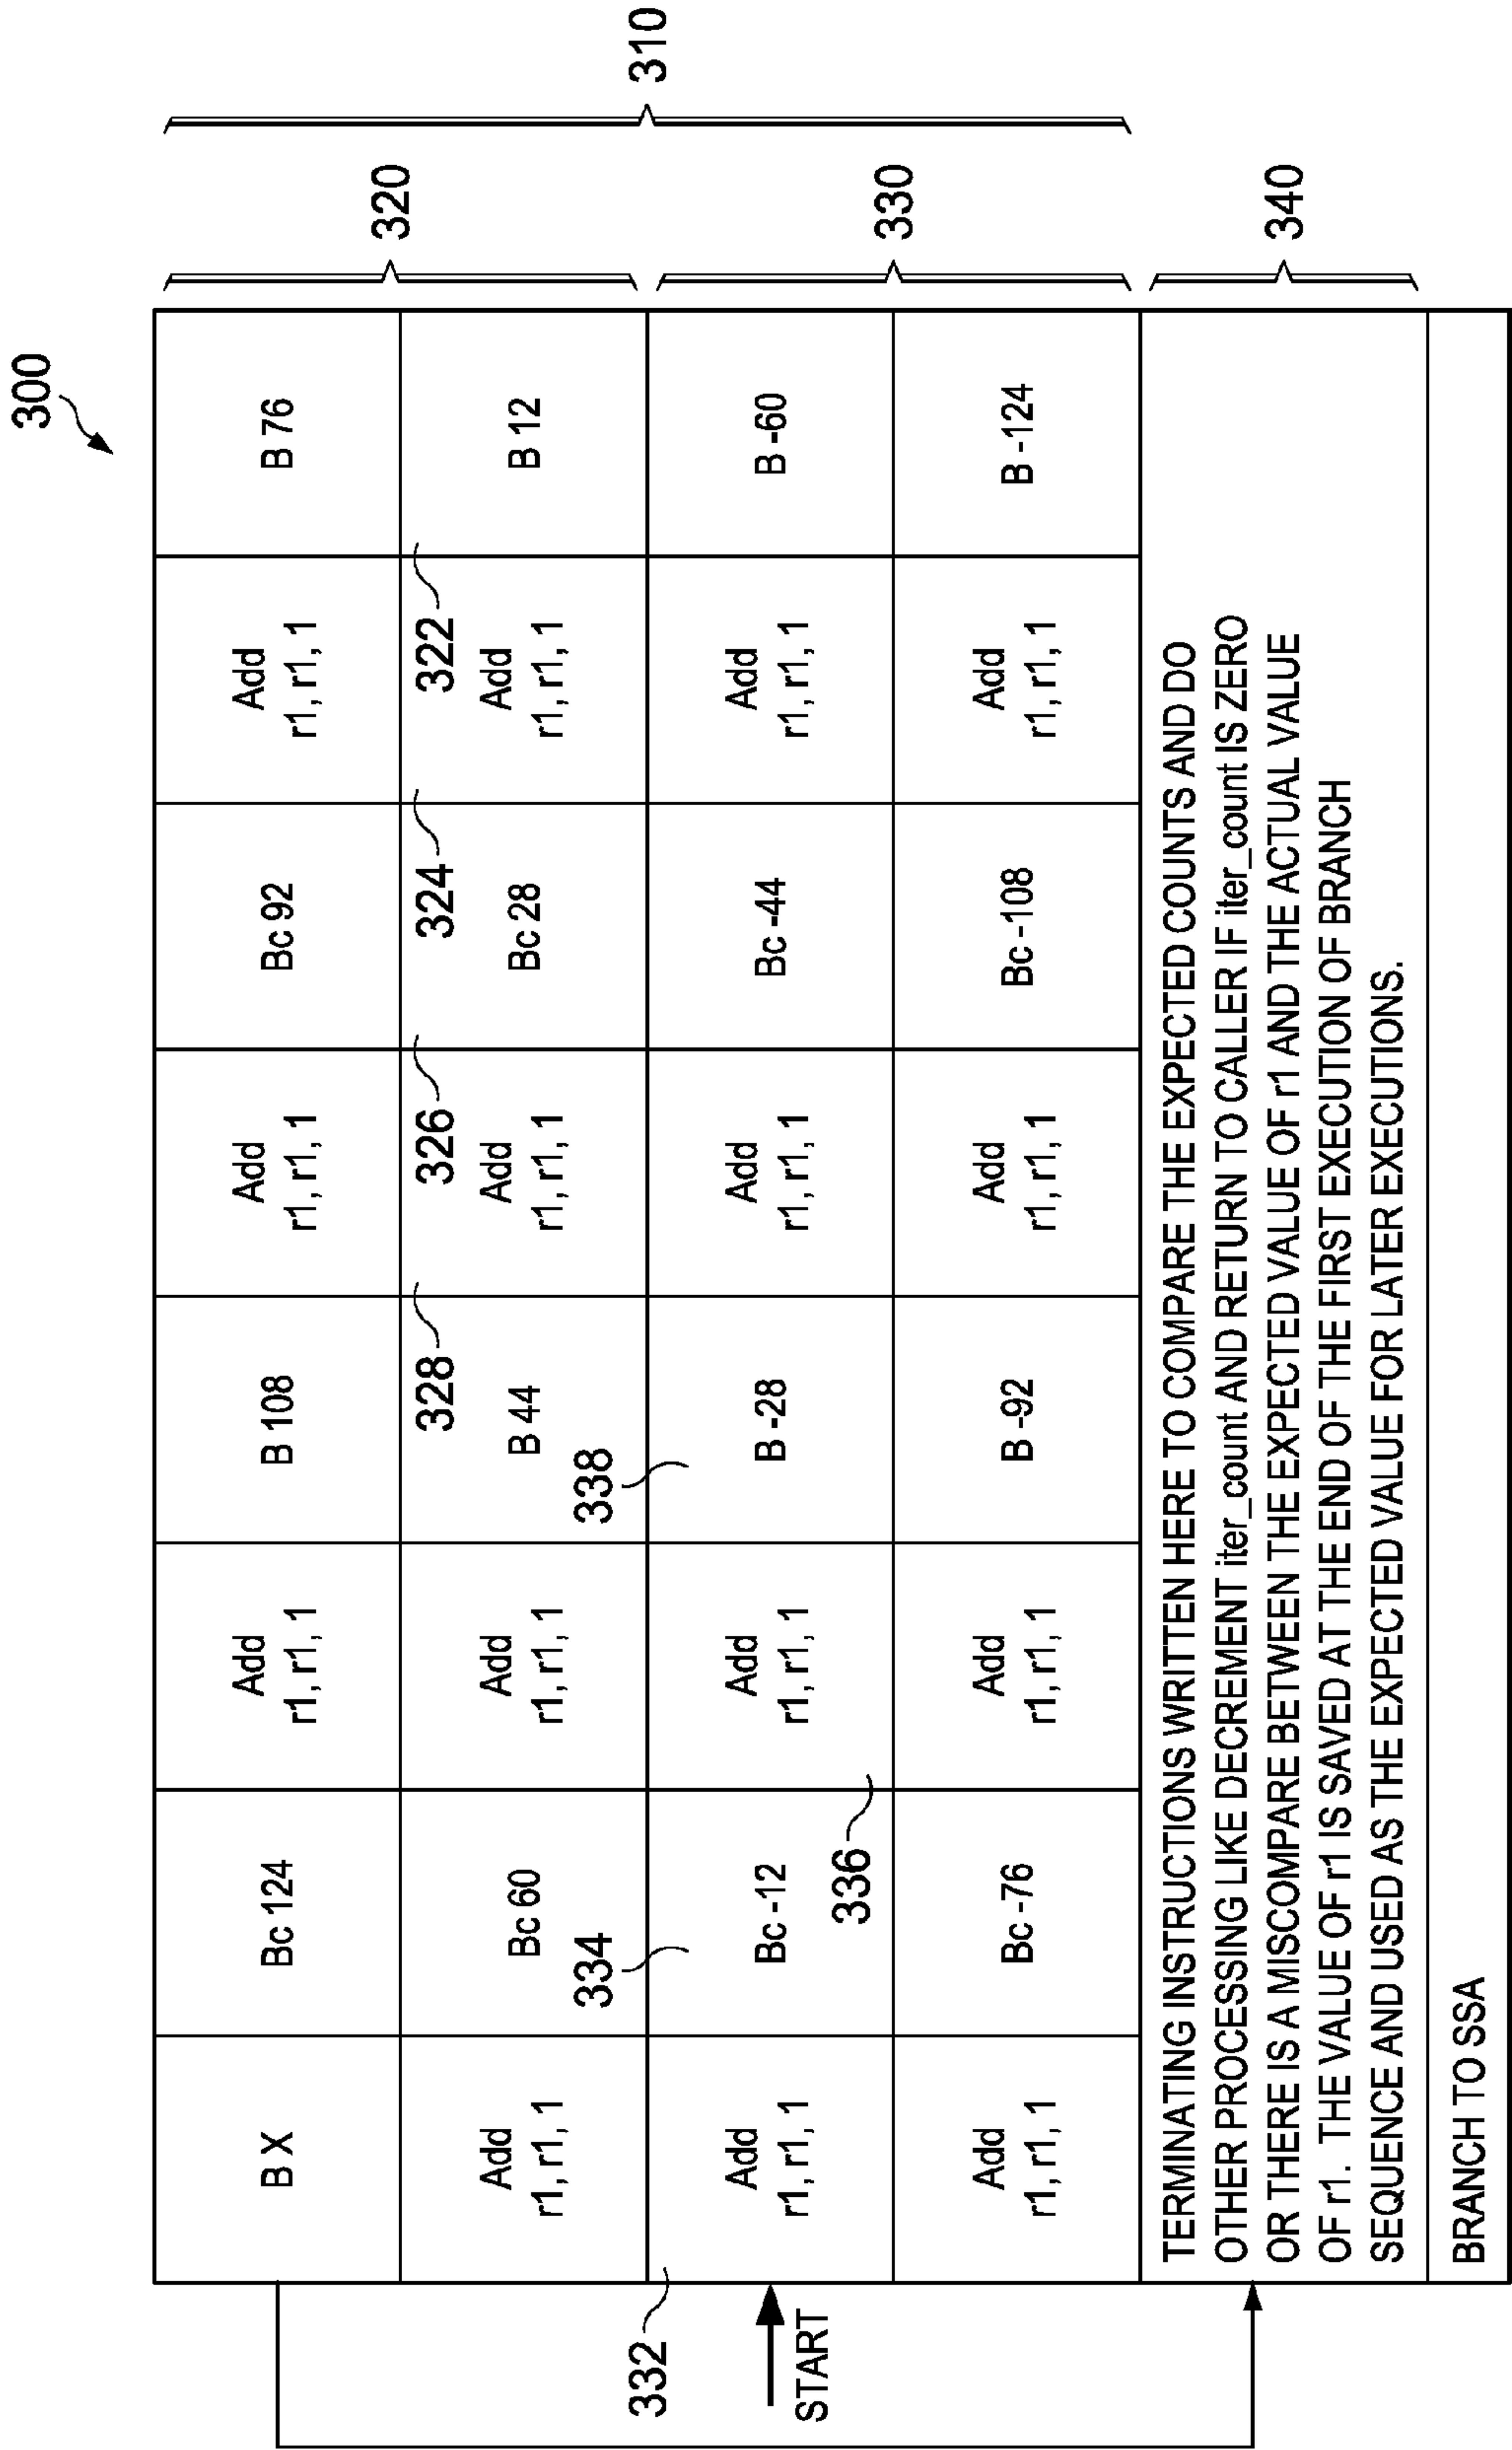 300
B X
Bc 124
Add
r1, r1, 1
B 108
Add
r1, r1, 1
Bc 92
Add
r1, r1, 1
B 76
Add
r1, r1, 1
Bc 60
Add
r1, r1, 1
B 44
Add
r1, r1, 1
Bc 28
Add
r1, r1, 1
B 12
328
326
324
322
320
310
332
334
338
START
Add
r1, r1, 1
Bc -12
Add
r1, r1, 1
B -28
Add
r1, r1, 1
Bc -44
Add
r1, r1, 1
B -60
336
330
Add
r1, r1, 1
Bc -76
Add
r1, r1, 1
B -92
Add
r1, r1, 1
Bc -108
Add
r1, r1, 1
B -124
TERMINATING INSTRUCTIONS WRITTEN HERE TO COMPARE THE EXPECTED COUNTS AND DO
OTHER PROCESSING LIKE DECREMENT iter_count AND RETURN TO CALLER IF iter_count IS ZERO
OR THERE IS A MISCOMPARE BETWEEN THE EXPECTED VALUE OF r1 AND THE ACTUAL VALUE
OF r1. THE VALUE OF r1 IS SAVED AT THE END OF THE FIRST EXECUTION OF BRANCH
SEQUENCE AND USED AS THE EXPECTED VALUE FOR LATER EXECUTIONS.
340
BRANCH TO SSA